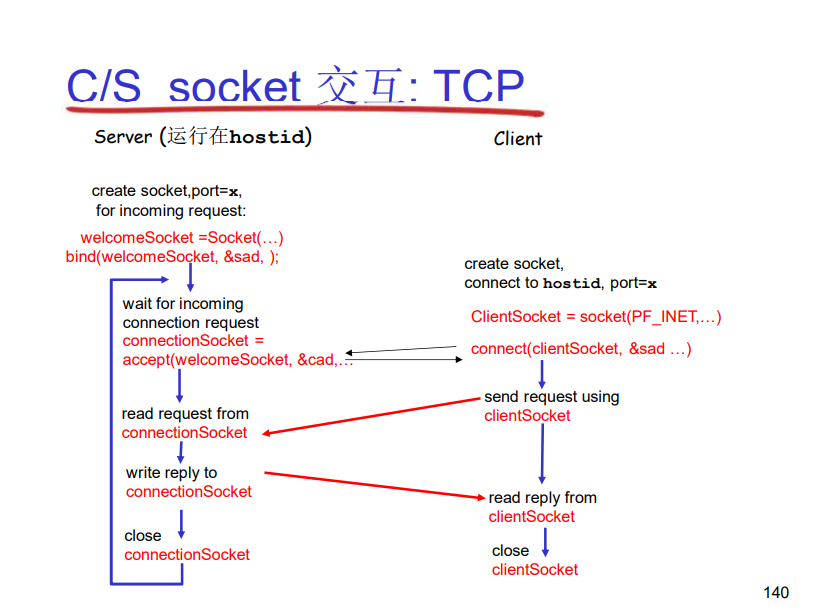 C/S socket 交互: TCP
Server (运行在hostid)
Client
create socket,port=x,
for incoming request:
welcomeSocket =Socket(…)
bind(welcomeSocket, &sad, );
wait for incoming
connection request
connectionSocket =
accept(welcomeSocket, &cad,…
read request from
connectionSocket
write reply to
connectionSocket
close
connectionSocket
create socket,
connect to hostid, port=x
ClientSocket = socket(PF_INET,…)
connect(clientSocket, &sad …)
send request using
clientSocket
read reply from
clientSocket
close
clientSocket
140